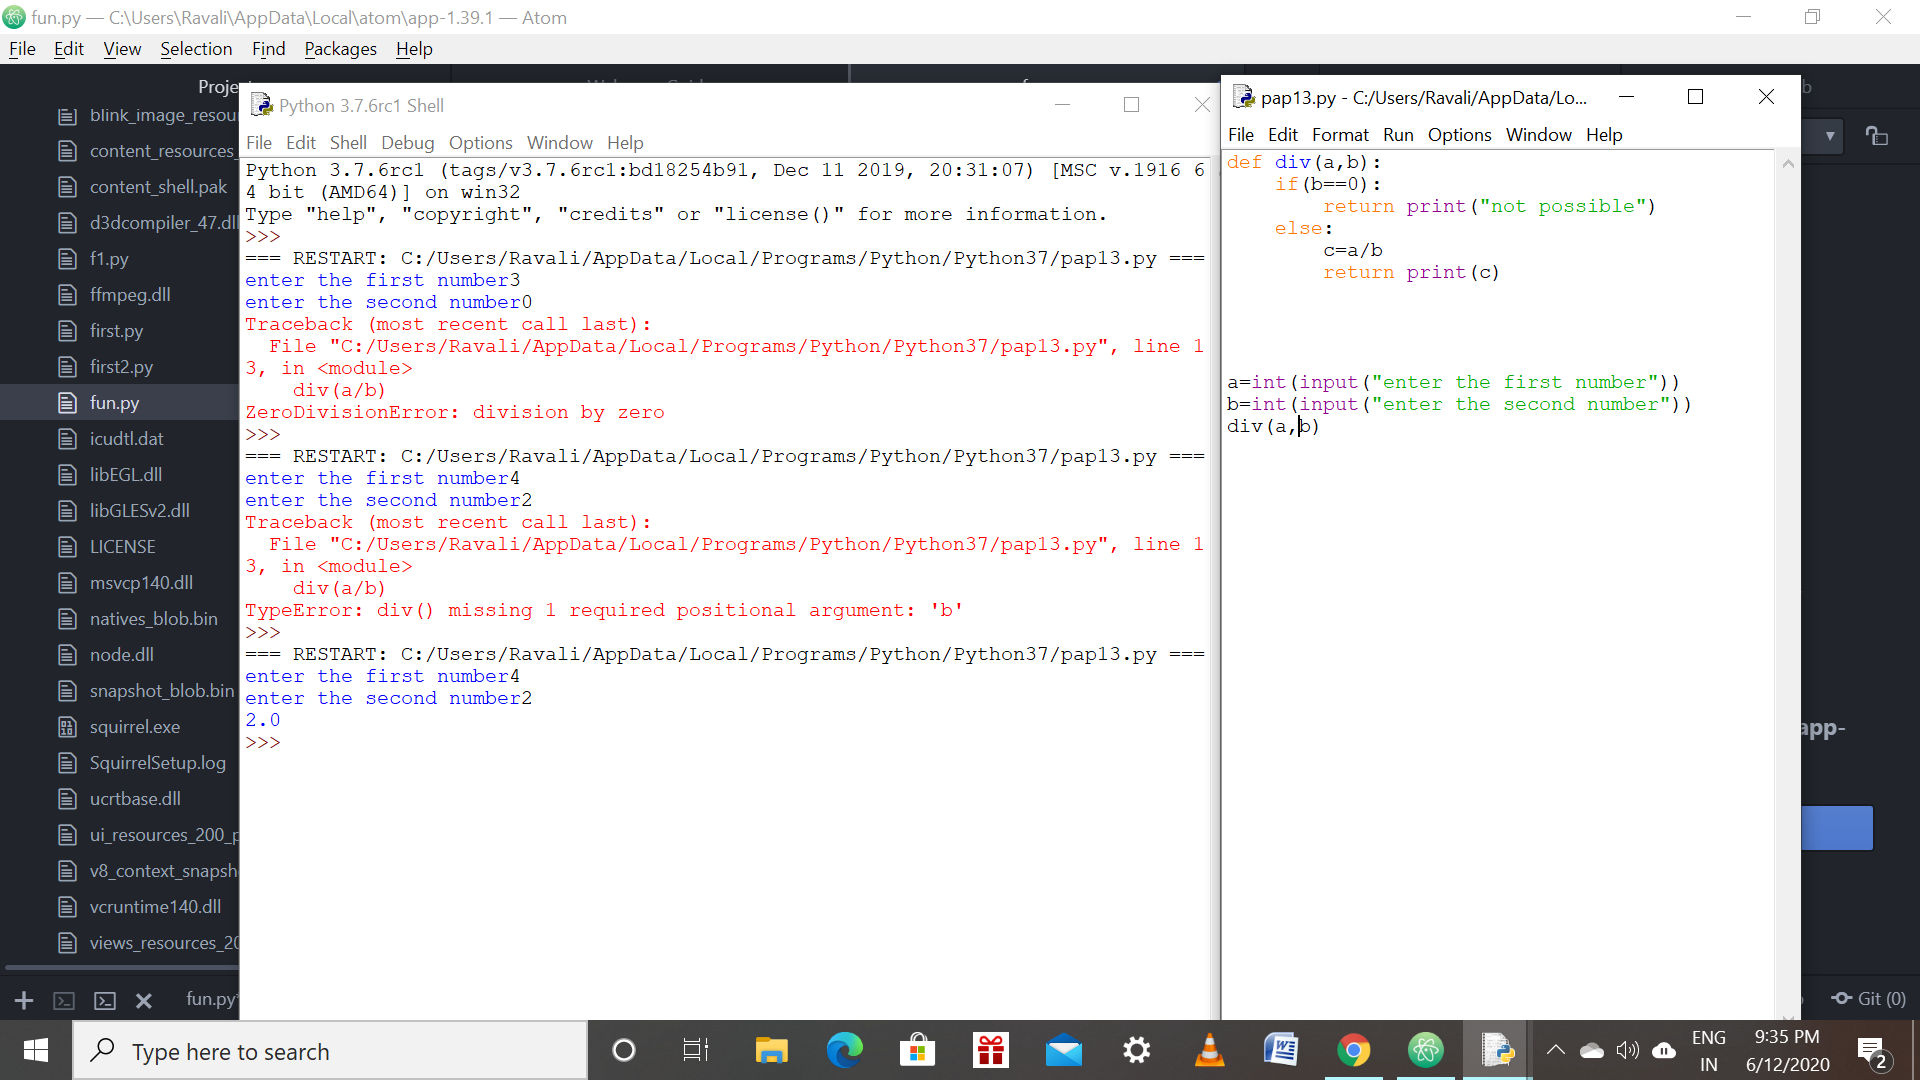 fun.py — C:\Users\Ravali\AppData\Local\atom\app-1.39.1 — Atom
File Edit View Selection Find Packages Help
Projec
blink_image_resou
content_resources_
content_shell.pak
d3dcompiler_47.dll
f1.py
ffmpeg.dll
first.py
first2.py
fun.py
icudtl.dat
libEGL.dll
libGLESv2.dll
LICENSE
msvcp140.dll
natives_blob.bin
node.dll
snapshot_blob.bin
squirrel.exe
SquirrelSetup.log
ucrtbase.dll
ui_resources_200_p
v8_context_snapsh
vcruntime140.dll
views_resources_20
fun.py
Python 3.7.6rc1 Shell
File Edit Shell Debug Options Window Help
Python 3.7.6rc1 (tags/v3.7.6rc1:bd18254b91, Dec 11 2019, 20:31:07) [MSC v.1916 6
4 bit (AMD64)] on win32
Type "help", "copyright", "credits" or "license()" for more information.
>>>
=== RESTART: C:/Users/Ravali/AppData/Local/Programs/Python/Python37/pap13.py ===
enter the first number3
enter the second number0
Traceback (most recent call last):
  File "C:/Users/Ravali/AppData/Local/Programs/Python/Python37/pap13.py", line 1
3, in <module>
    div(a/b)
ZeroDivisionError: division by zero
>>>
=== RESTART: C:/Users/Ravali/AppData/Local/Programs/Python/Python37/pap13.py ===
enter the first number4
enter the second number2
Traceback (most recent call last):
  File "C:/Users/Ravali/AppData/Local/Programs/Python/Python37/pap13.py", line 1
3, in <module>
    div(a/b)
TypeError: div() missing 1 required positional argument: 'b'
>>>
=== RESTART: C:/Users/Ravali/AppData/Local/Programs/Python/Python37/pap13.py ===
enter the first number4
enter the second number2
2.0
>>>
pap13.py - C:/Users/Ravali/AppData/Lo...
File Edit Format Run Options Window Help
def div(a,b):
    if(b==0):
        return print("not possible")
    else:
        c=a/b
        return print(c)
a=int(input("enter the first number"))
b=int(input("enter the second number"))
div(a,b)
b
app-
Git (0)
Type here to search
ENG
IN
9:35 PM
6/12/2020
2